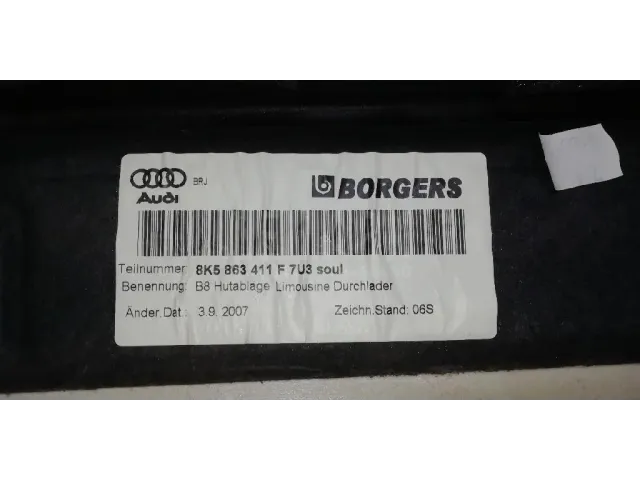 Audi
BRJ
b BORGERS
Teilnummer: 8K5 863 411 F 7U3 soul
Benennung: B8 Hutablage Limousine Durchlader
Änder.Dat.: 3.9. 2007 Zeichn.Stand: 06S